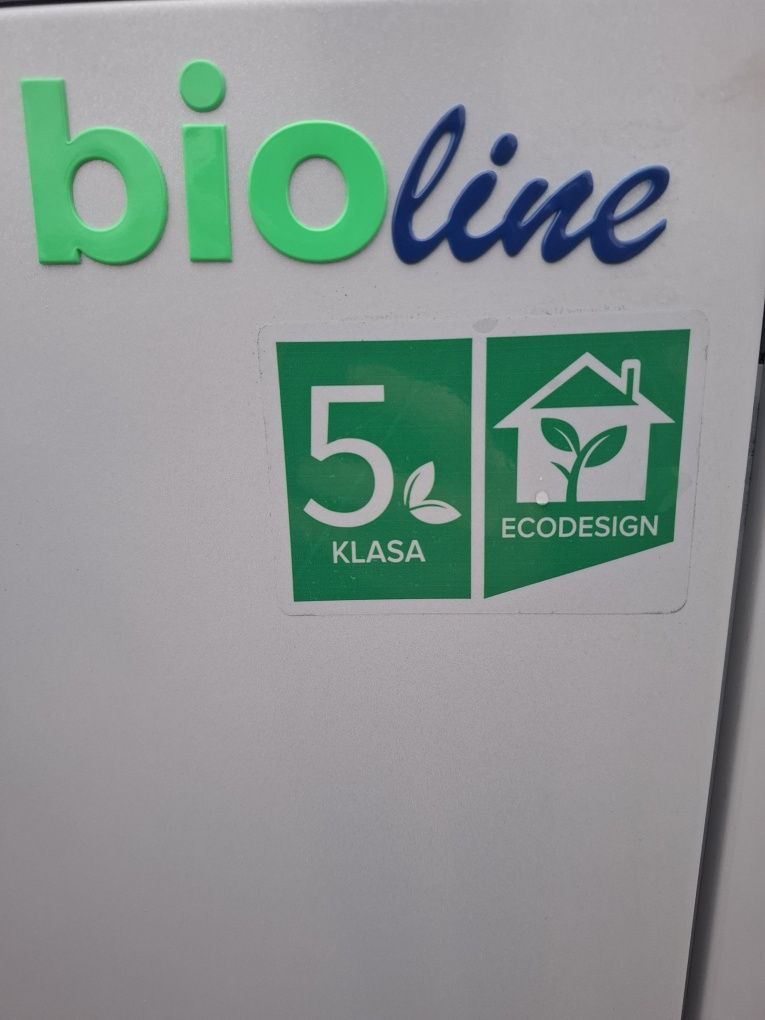 bioline
5
KLASA
ECODESIGN